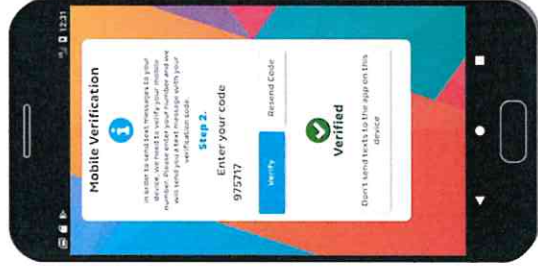 12:31
Mobile Verification
In order to send text messages to your
device, we need to verify your mobile
number. Please enter your number and we
will send you a text message with your
verification code.
Step 2.
Enter your code
975717
Verify
Resend Code
Verified
Don't send texts to the app on this
device